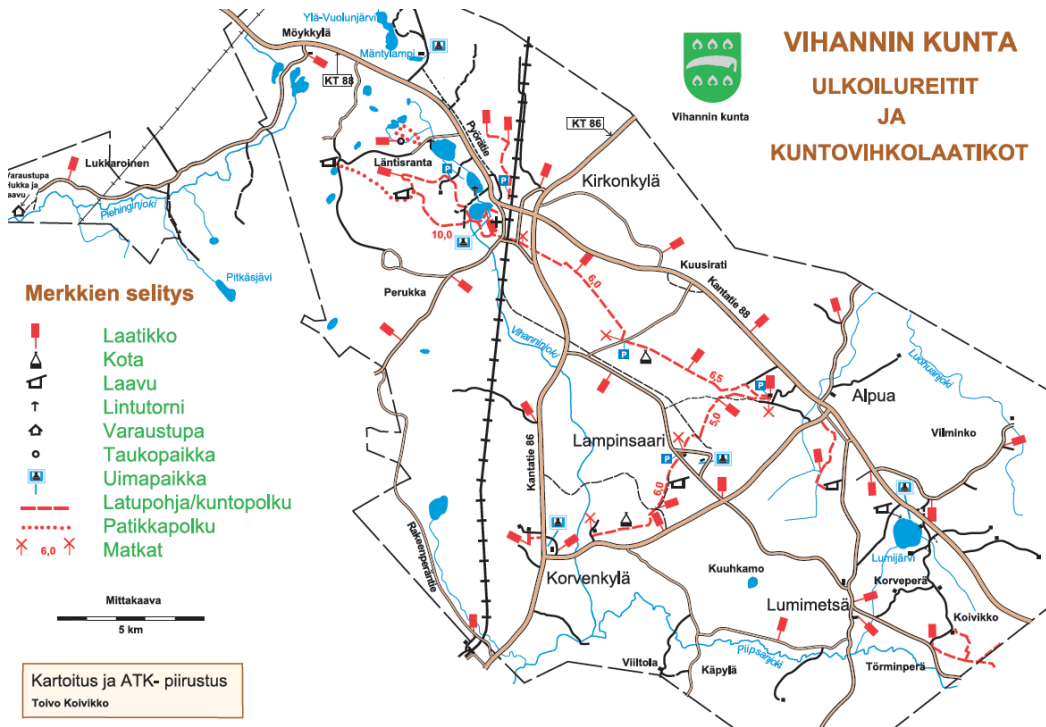 VIHANNIN KUNTA
ULKOILUREITIT
JA
KUNTOVIHKOLAATIKOT
Vihannin kunta
Ylä-Vuolunjärvi
Möykkylä
Mäntylampi
KT 88
KT 86
Pyörätie
Lukkaroinen
Läntisranta
Kirkonkylä
Varaustupa
Hukka ja
laavu
Piehinginjoki
P
P
10,0
Pitkäsjävi
Perukka
6,0
Kuusirati
Kantatie 88
Vihanninjoki
P
6,5
P
Luohuanjoki
Alpua
5,0
Lampinsaari
P
Vilminko
Kantatie 86
6,0
Rakeenperäntie
Korvenkylä
Kuuhkamo
Lumijärvi
Korveperä
Lumimetsä
Koivikko
Piipsanjoki
Viiltola
Käpylä
Törminperä
Merkkien selitys
Laatikko
Kota
Laavu
Lintutorni
Varaustupa
Taukopaikka
Uimapaikka
Latupohja/kuntopolku
Patikkapolku
6,0 Matkat
Mittakaava
5 km
Kartoitus ja ATK- piirustus
Toivo Koivikko